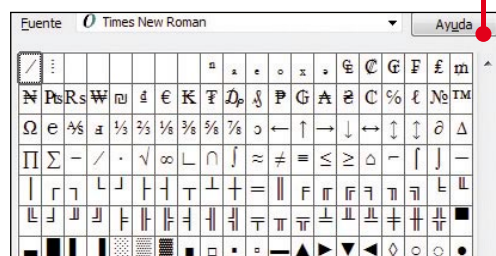 Fuente O Times New Roman Ayuda
⁄ ⁞ ⁿ ₐ ₑ ₒ ₓ ₔ ₠ ₡ ₢ ₣ ₤ ₥
₦ ₧ ₨ ₩ ₪ ₫ € ₭ ₮ ₯ ₰ ₱ ₲ ₳ ₴ ℂ ℅ ℓ № ™
Ω ℮ ⅍ ⅎ ⅓ ⅔ ⅛ ⅜ ⅝ ⅞ ↄ ← ↑ → ↓ ↔ ↕ ↨ ∂ ∆
∏ ∑ − ∕ ∙ √ ∞ ∟ ∩ ∫ ≈ ≠ ≡ ≤ ≥ ⌂ ⌐ ⌠ ⌡ ─
│ ┌ ┐ └ ┘ ├ ┤ ┬ ┴ ┼ ═ ║ ╒ ╓ ╔ ╕ ╖ ╗ ╘ ╙
╚ ╛ ╜ ╝ ╞ ╟ ╠ ╡ ╢ ╣ ╤ ╥ ╦ ╧ ╨ ╩ ╪ ╫ ╬ ▀
▄ █ ▌ ▐ ░ ▒ ▓ ■ □ ▪ ▫ ▬ ▲ ► ▼ ◄ ◊ ○ ◌ ●